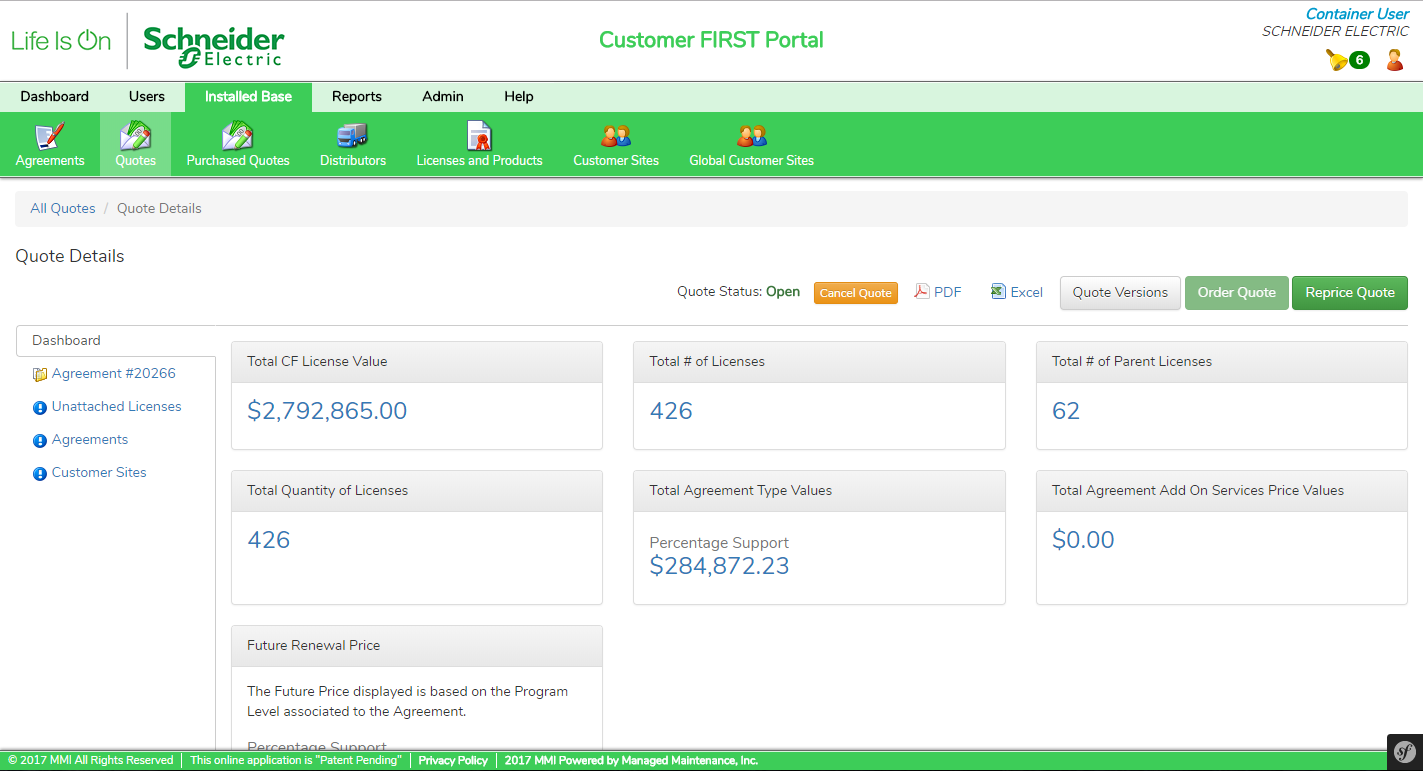 Life Is On
Schneider Electric
Customer FIRST Portal
Container User
SCHNEIDER ELECTRIC
6
Dashboard Users Installed Base Reports Admin Help
Agreements Quotes Purchased Quotes Distributors Licenses and Products Customer Sites Global Customer Sites
All Quotes / Quote Details
Quote Details
Quote Status: Open Cancel Quote PDF Excel Quote Versions Order Quote Reprice Quote
Dashboard
Agreement #20266
Unattached Licenses
Agreements
Customer Sites
Total CF License Value
$2,792,865.00
Total # of Licenses
426
Total # of Parent Licenses
62
Total Quantity of Licenses
426
Total Agreement Type Values
Percentage Support
$284,872.23
Total Agreement Add On Services Price Values
$0.00
Future Renewal Price
The Future Price displayed is based on the Program
Level associated to the Agreement.
Percentage Support
© 2017 MMI All Rights Reserved This online application is "Patent Pending" Privacy Policy 2017 MMI Powered by Managed Maintenance, Inc.
sf